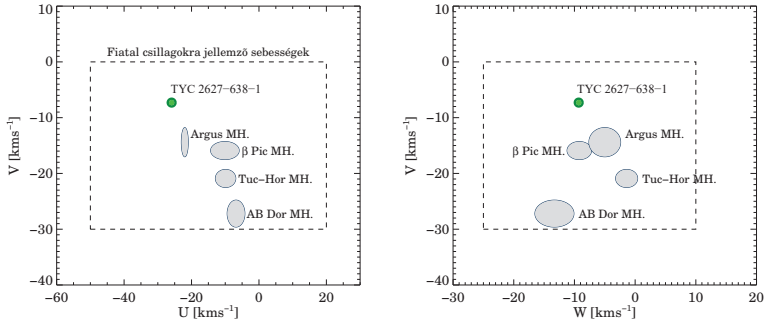 10
0
−10
−20
−30
−40
V [kms⁻¹]
Fiatal csillagokra jellemző sebességek
TYC 2627−638−1
Argus MH.
β Pic MH.
Tuc−Hor MH.
AB Dor MH.
−60
−40
−20
0
20
U [kms⁻¹]
10
0
−10
−20
−30
−40
V [kms⁻¹]
TYC 2627−638−1
Argus MH.
β Pic MH.
Tuc−Hor MH.
AB Dor MH.
−30
−20
−10
0
10
20
W [kms⁻¹]